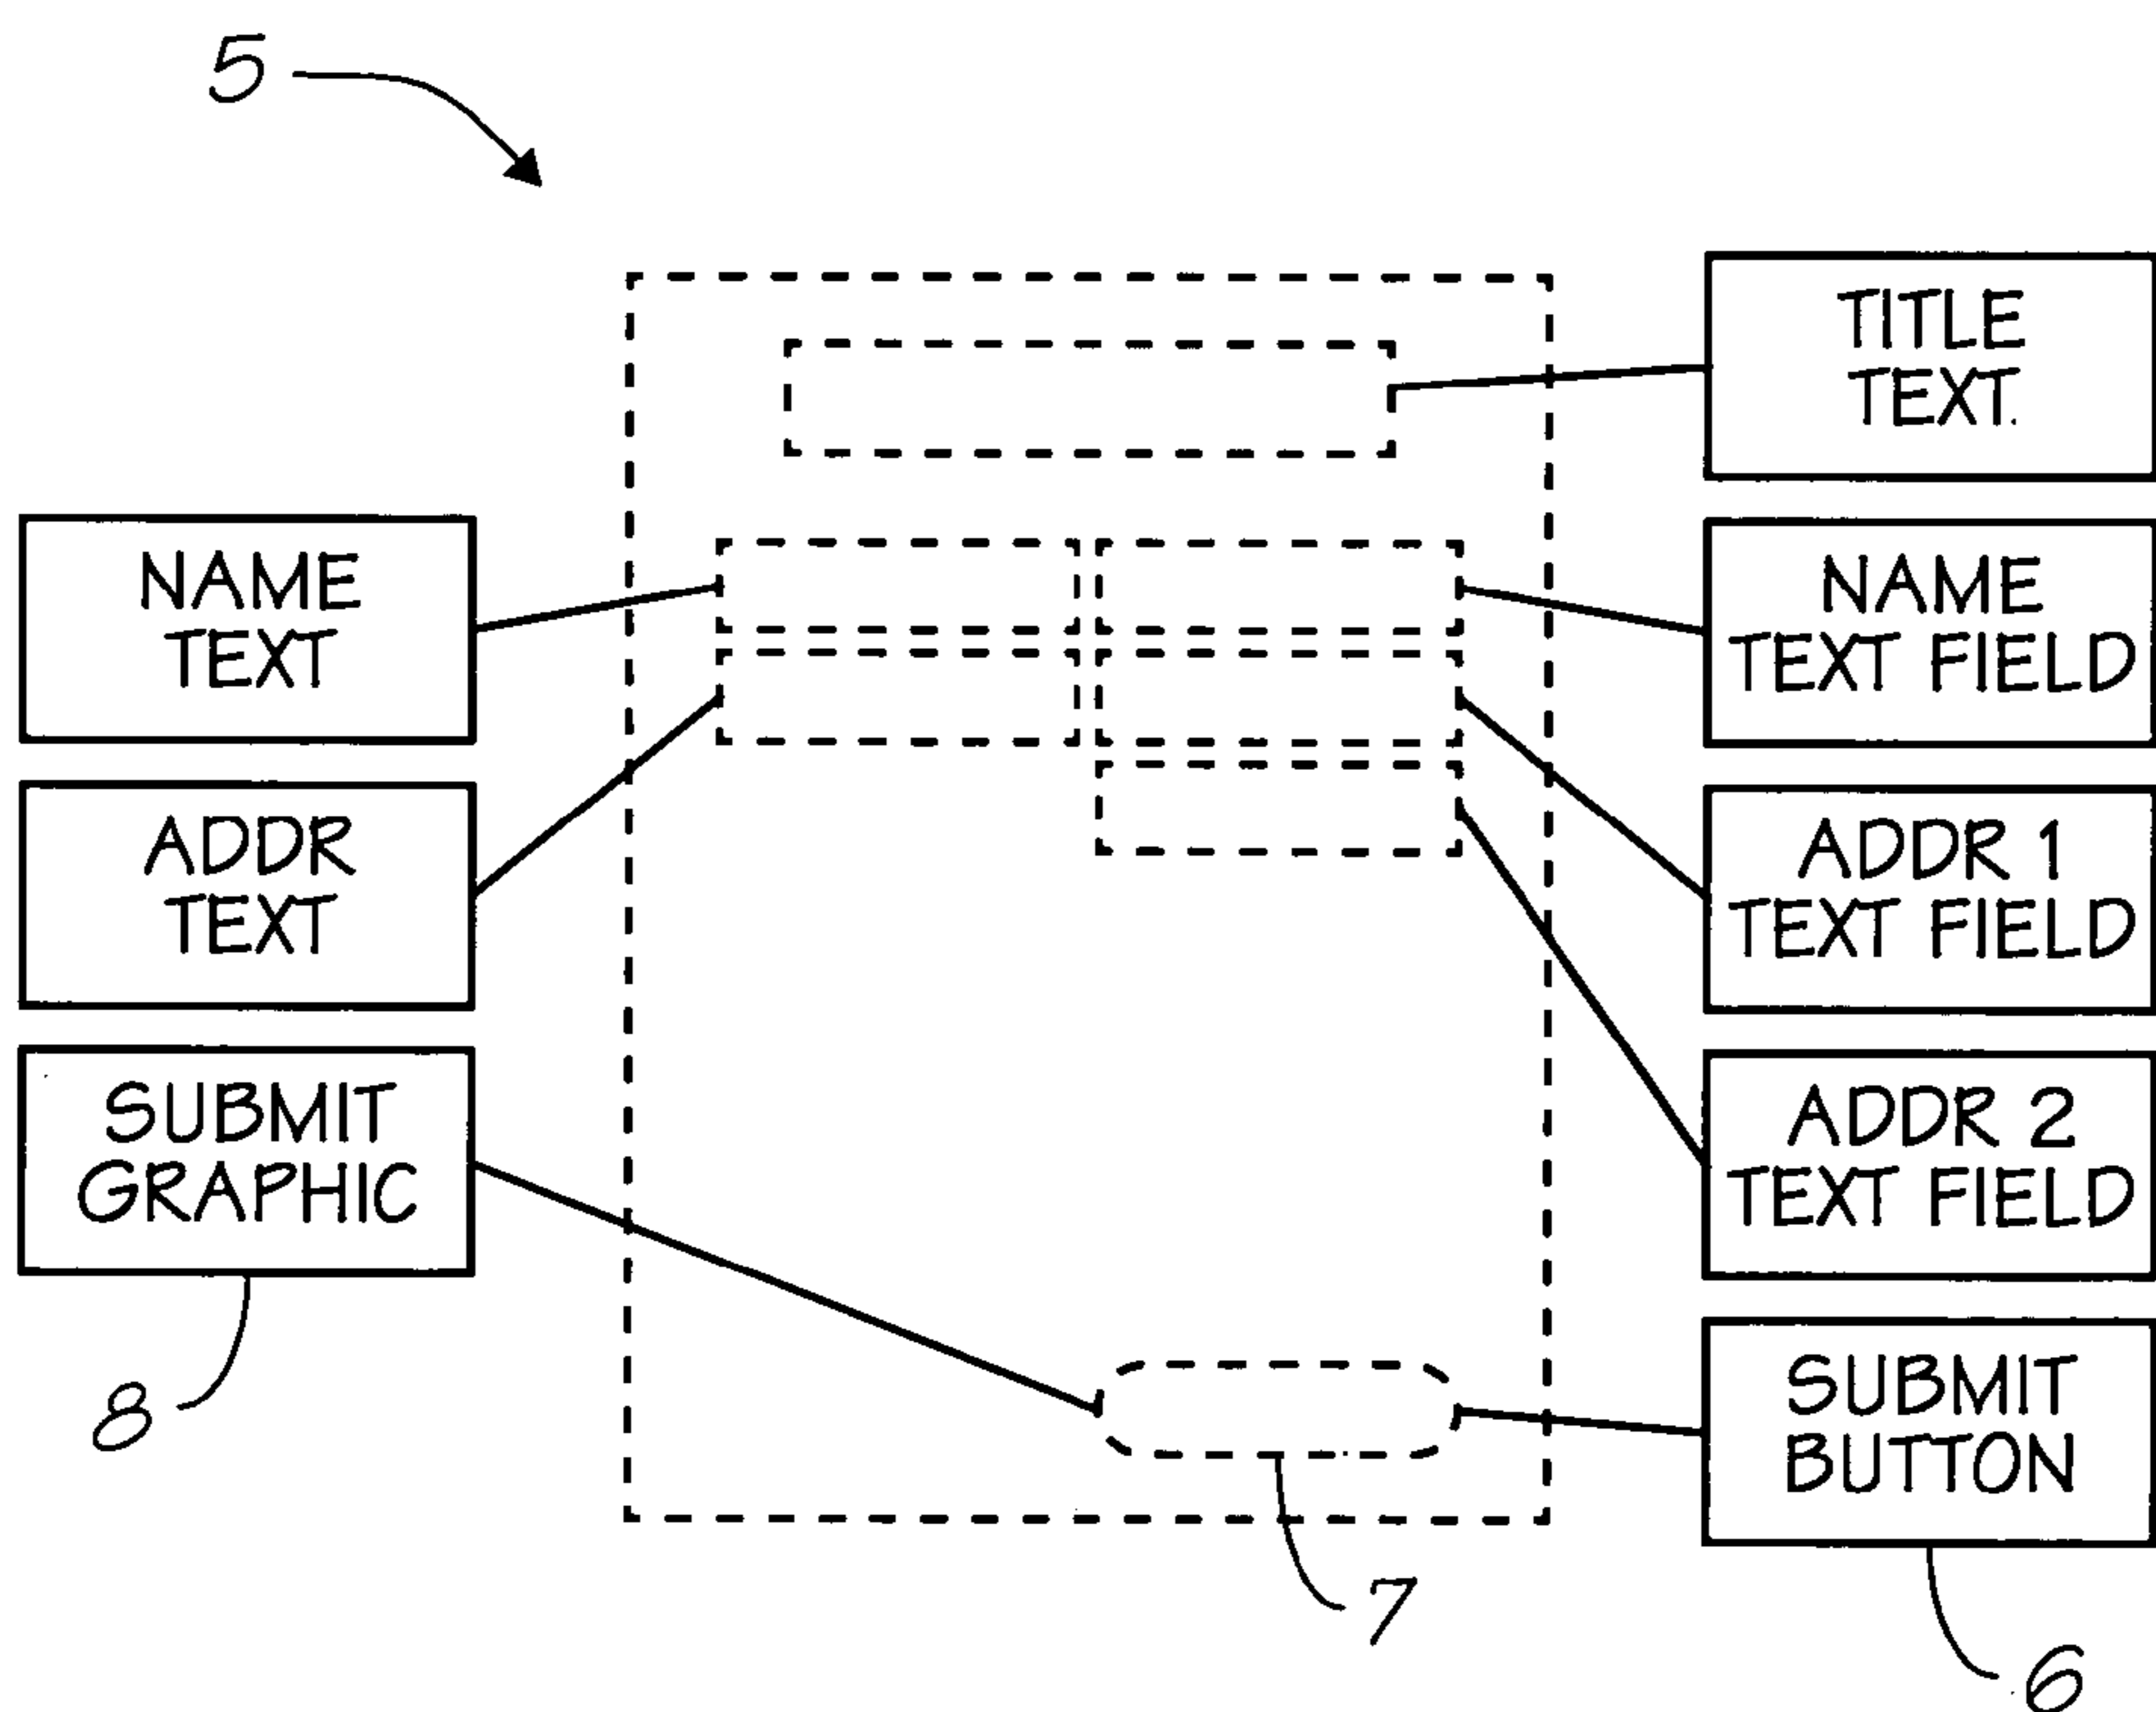 5
TITLE
TEXT.
NAME
TEXT
NAME
TEXT FIELD
ADDR
TEXT
ADDR 1
TEXT FIELD
SUBMIT
GRAPHIC
ADDR 2
TEXT FIELD
SUBMIT
BUTTON
8
7
6